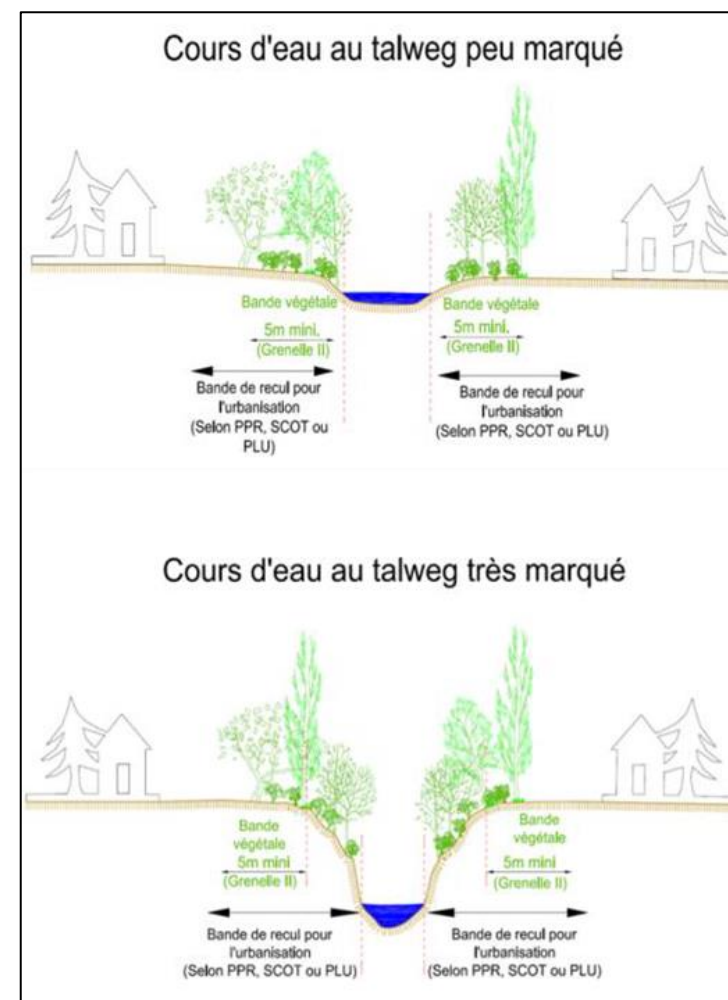 Cours d'eau au talweg peu marqué
Bande végétale
5m mini.
(Grenelle II)
Bande de recul pour
l'urbanisation
(Selon PPR, SCOT ou
PLU)
Bande végétale
5m mini.
(Grenelle II)
Bande de recul pour
l'urbanisation
(Selon PPR, SCOT ou PLU)
Cours d'eau au talweg très marqué
Bande
végétale
5m mini
(Grenelle II)
Bande de recul pour
l'urbanisation
(Selon PPR, SCOT ou PLU)
Bande
végétale
5m mini
(Grenelle II)
Bande de recul pour
l'urbanisation
(Selon PPR, SCOT ou PLU)